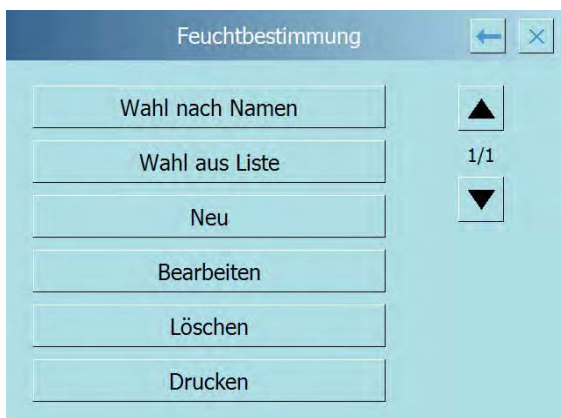 Feuchtbestimmung
Wahl nach Namen
Wahl aus Liste
1/1
Neu
Bearbeiten
Löschen
Drucken